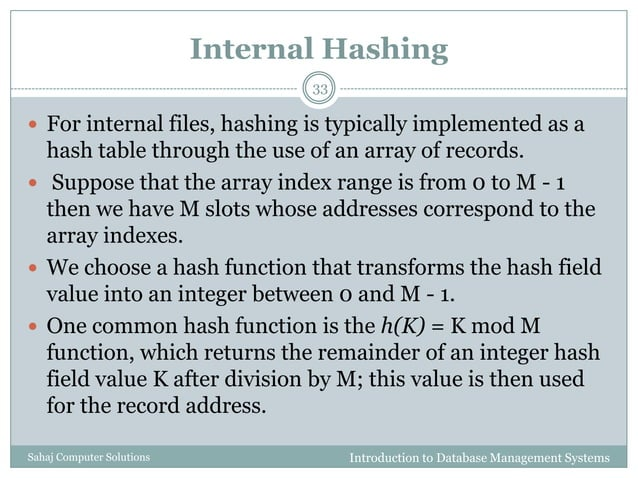 Internal Hashing
33
• For internal files, hashing is typically implemented as a
hash table through the use of an array of records.
• Suppose that the array index range is from 0 to M - 1
then we have M slots whose addresses correspond to the
array indexes.
• We choose a hash function that transforms the hash field
value into an integer between 0 and M - 1.
• One common hash function is the h(K) = K mod M
function, which returns the remainder of an integer hash
field value K after division by M; this value is then used
for the record address.
Sahaj Computer Solutions
Introduction to Database Management Systems